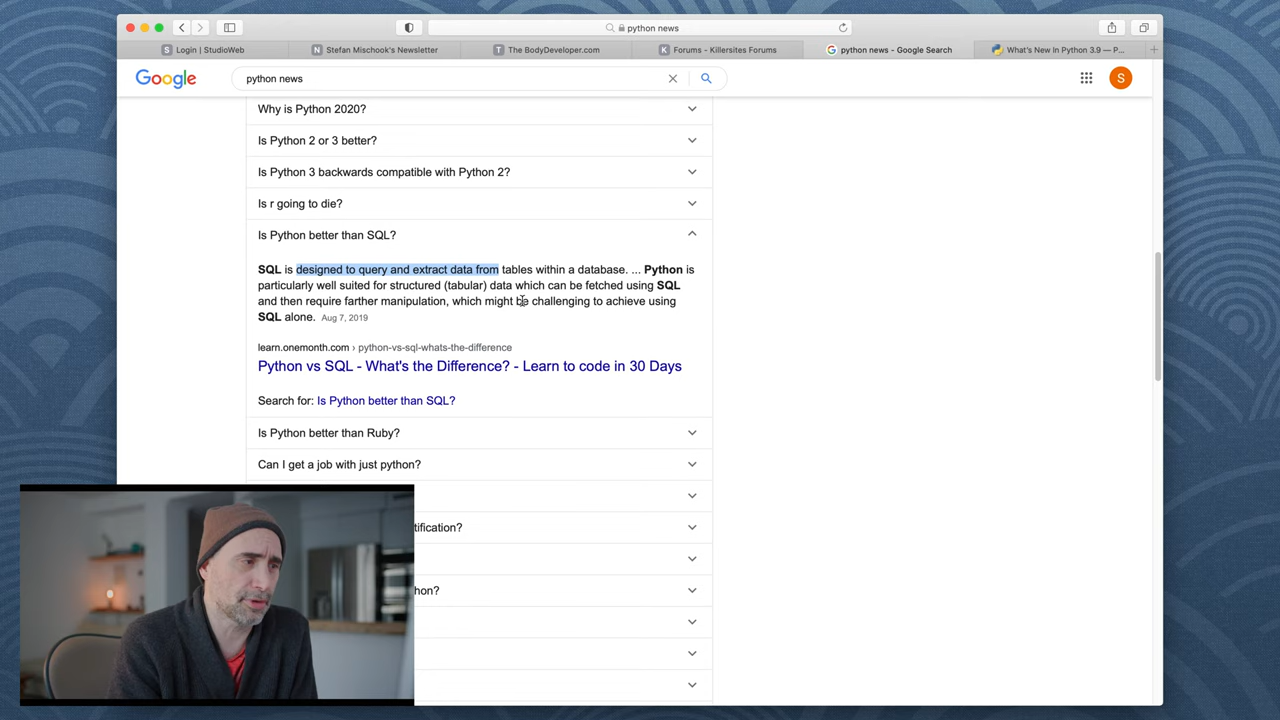 python news
Login | StudioWeb
Stefan Mischook's Newsletter
The BodyDeveloper.com
Forums - Killersites Forums
python news - Google Search
What's New In Python 3.9 — P...
Google
python news
S
Why is Python 2020?
Is Python 2 or 3 better?
Is Python 3 backwards compatible with Python 2?
Is r going to die?
Is Python better than SQL?
SQL is designed to query and extract data from tables within a database. ... Python is
particularly well suited for structured (tabular) data which can be fetched using SQL
and then require farther manipulation, which might be challenging to achieve using
SQL alone. Aug 7, 2019
learn.onemonth.com › python-vs-sql-whats-the-difference
Python vs SQL - What's the Difference? - Learn to code in 30 Days
Search for: Is Python better than SQL?
Is Python better than Ruby?
Can I get a job with just python?
tification?
hon?